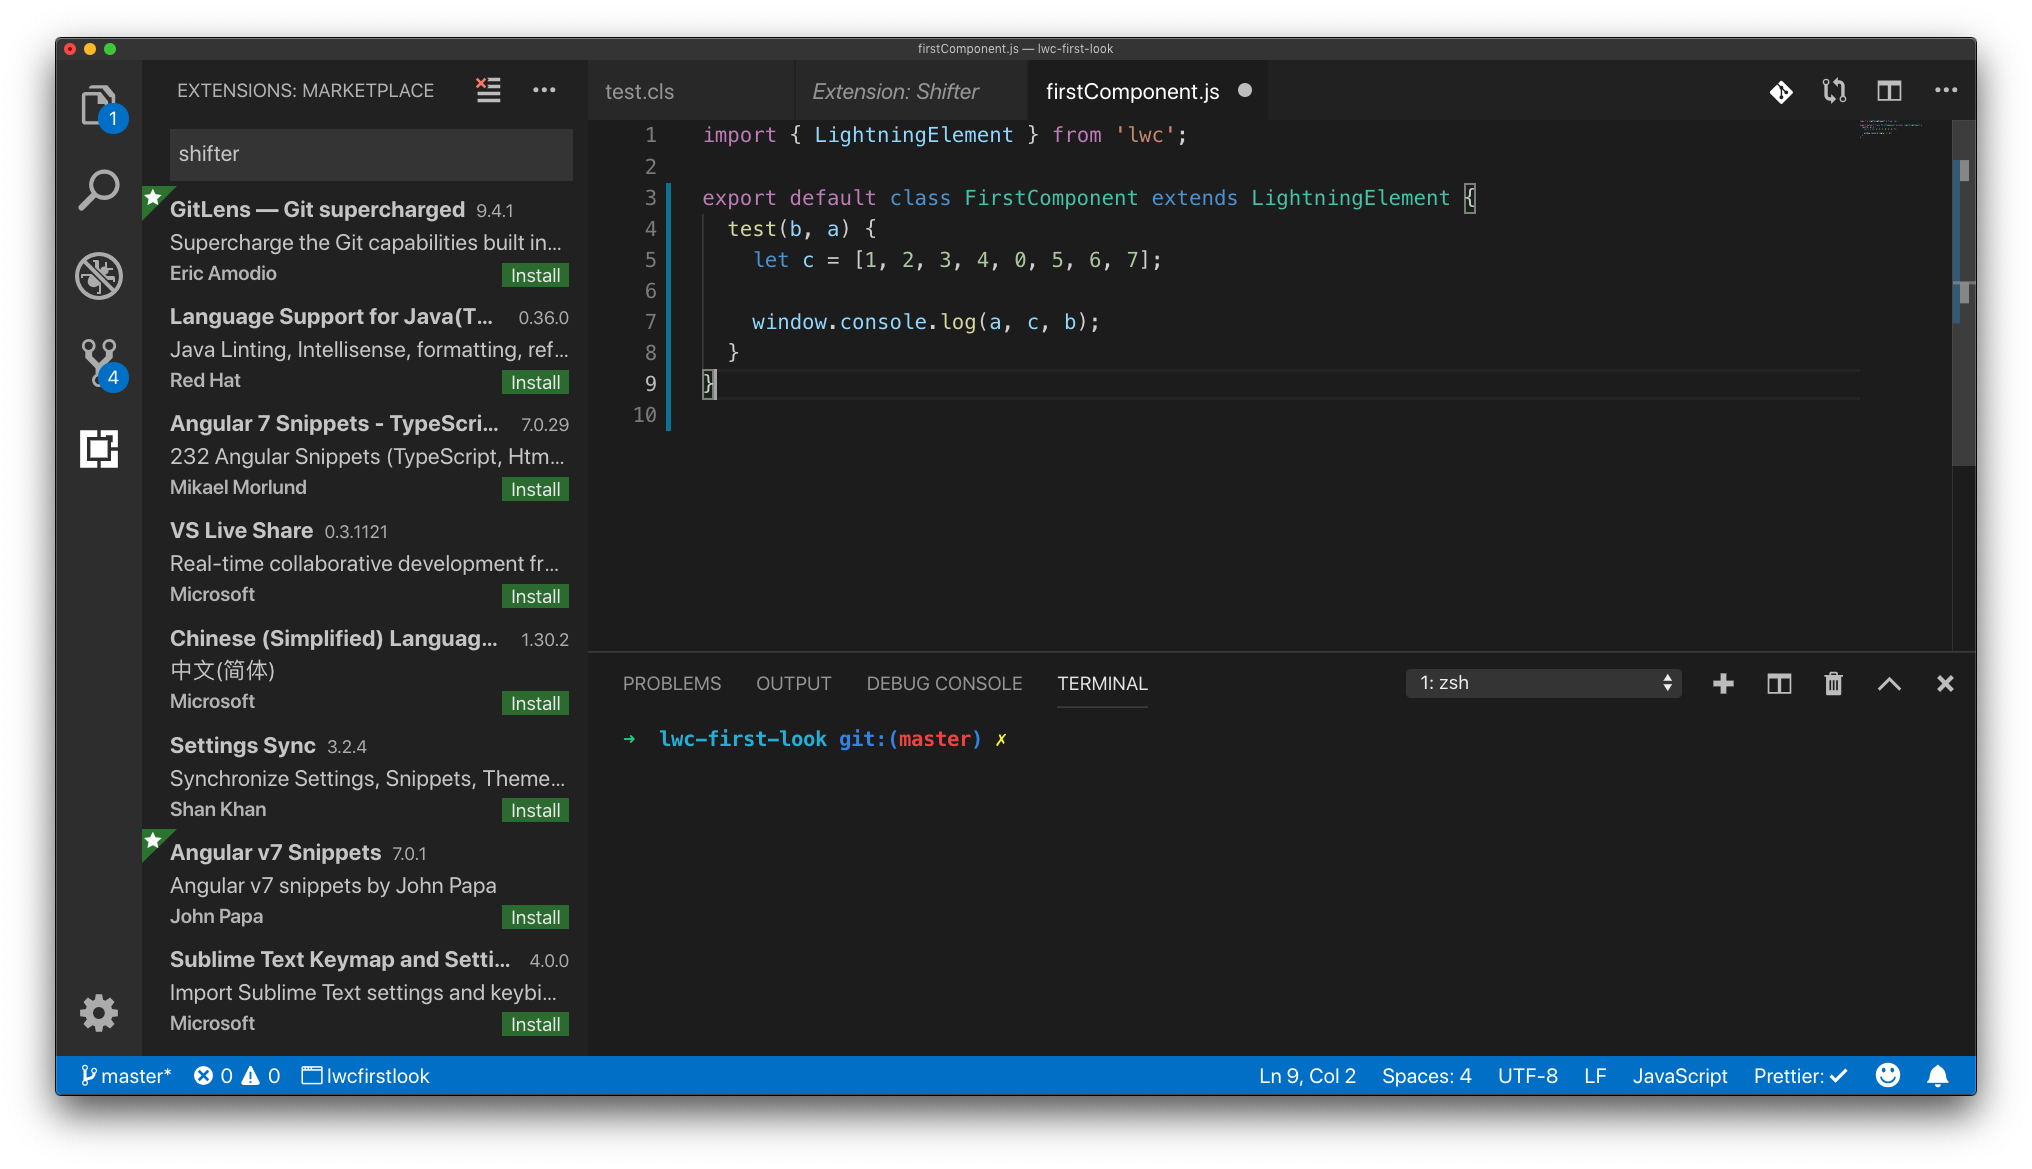 firstComponent.js — lwc-first-look
EXTENSIONS: MARKETPLACE
shifter
GitLens — Git supercharged 9.4.1
Supercharge the Git capabilities built in...
Eric Amodio Install
Language Support for Java(T... 0.36.0
Java Linting, Intellisense, formatting, ref...
Red Hat Install
Angular 7 Snippets - TypeScri... 7.0.29
232 Angular Snippets (TypeScript, Htm...
Mikael Morlund Install
VS Live Share 0.3.1121
Real-time collaborative development fr...
Microsoft Install
Chinese (Simplified) Languag... 1.30.2
中文(简体)
Microsoft Install
Settings Sync 3.2.4
Synchronize Settings, Snippets, Theme...
Shan Khan Install
Angular v7 Snippets 7.0.1
Angular v7 snippets by John Papa
John Papa Install
Sublime Text Keymap and Setti... 4.0.0
Import Sublime Text settings and keybi...
Microsoft Install
1
4
test.cls Extension: Shifter firstComponent.js
1 import { LightningElement } from 'lwc';
2
3 export default class FirstComponent extends LightningElement {
4 test(b, a) {
5 let c = [1, 2, 3, 4, 0, 5, 6, 7];
6
7 window.console.log(a, c, b);
8 }
9 }
10
PROBLEMS OUTPUT DEBUG CONSOLE TERMINAL 1: zsh
→ lwc-first-look git:(master) ✗
master* 0 0 lwcfirstlook Ln 9, Col 2 Spaces: 4 UTF-8 LF JavaScript Prettier: ✓